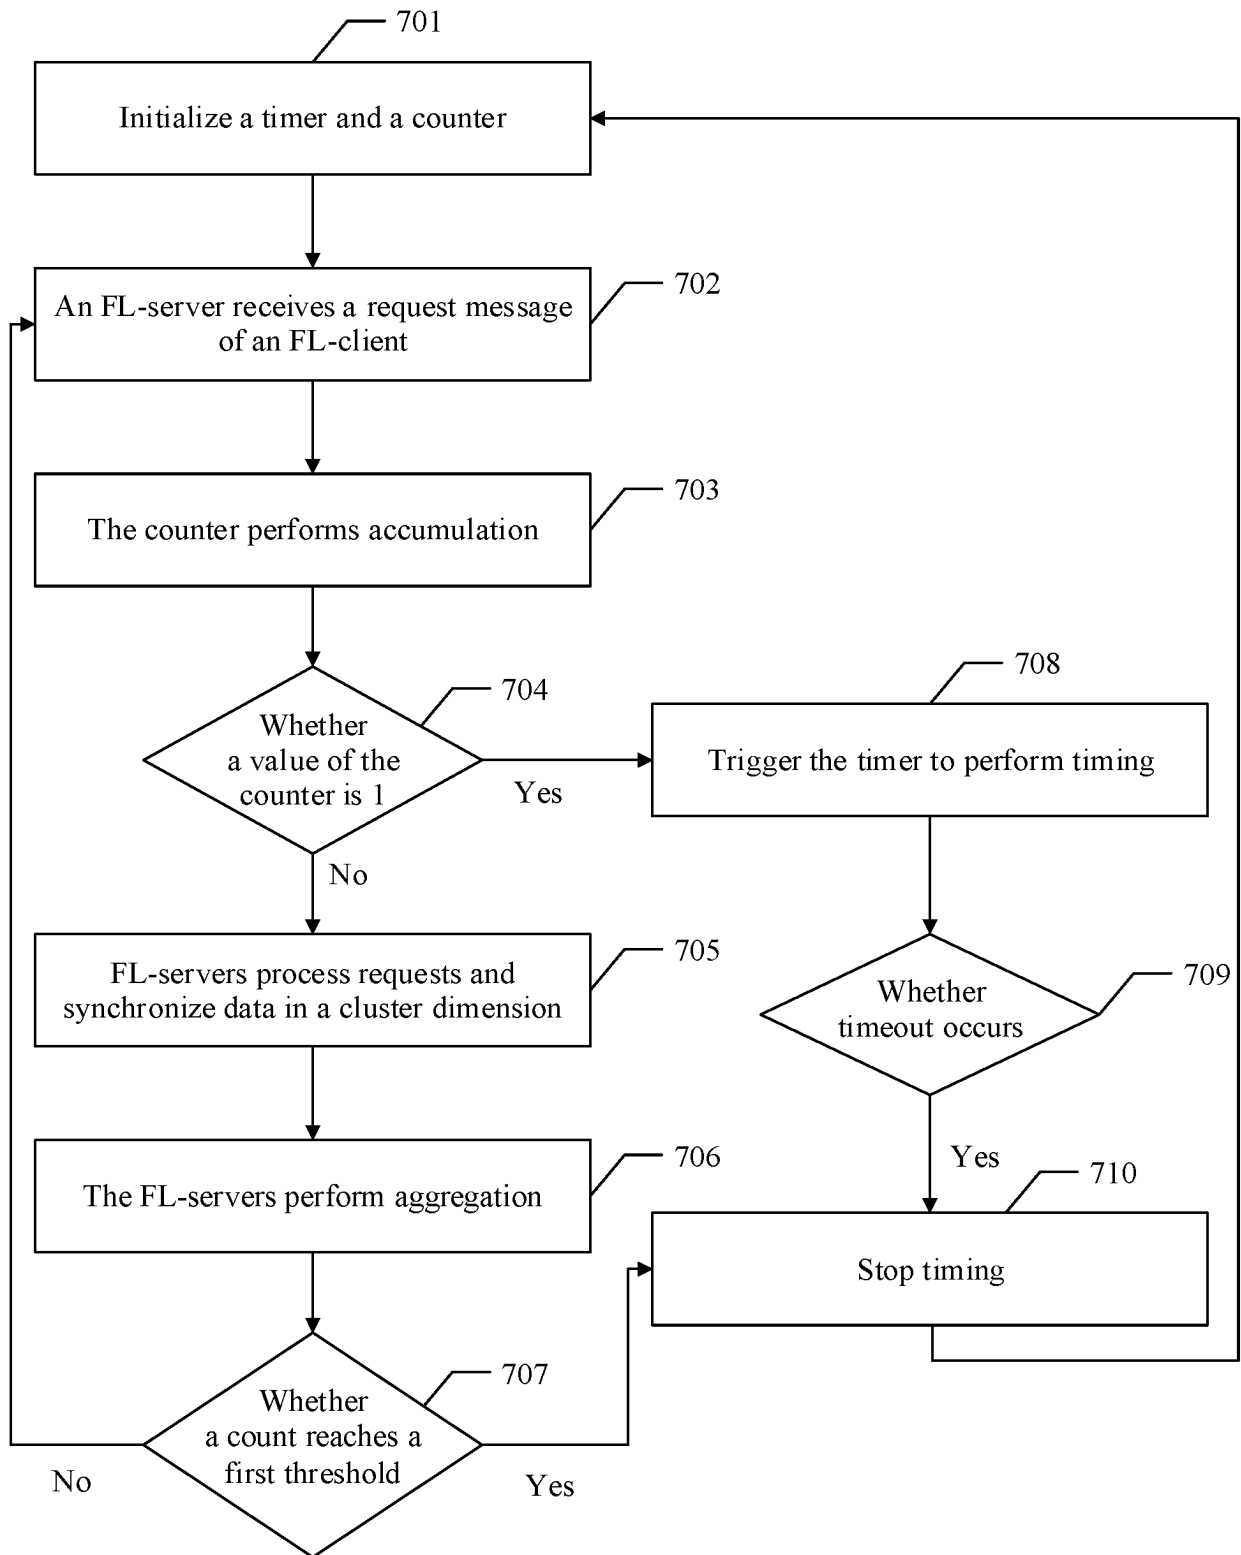 701
Initialize a timer and a counter
702
An FL-server receives a request message
of an FL-client
703
The counter performs accumulation
704
Whether
a value of the
counter is 1
Yes
No
708
Trigger the timer to perform timing
705
FL-servers process requests and
synchronize data in a cluster dimension
709
Whether
timeout occurs
Yes
706
The FL-servers perform aggregation
710
Stop timing
707
Whether
a count reaches a
first threshold
No
Yes